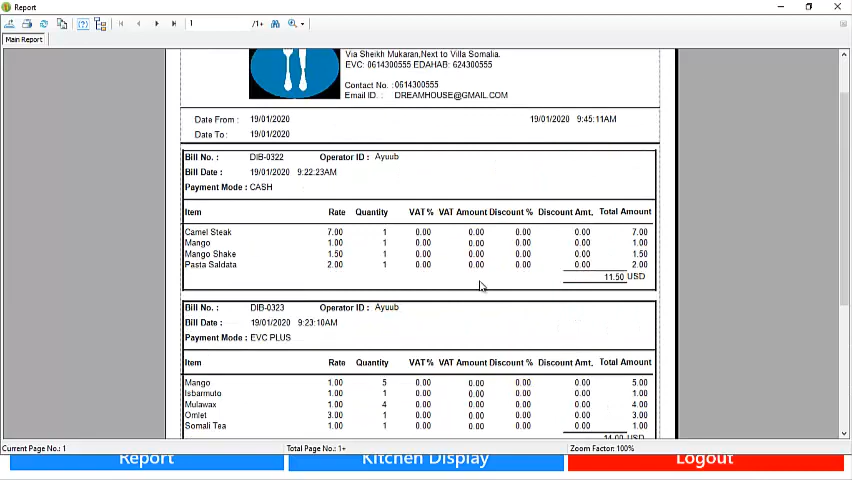 Report
1
/1+
Main Report
Via Sheikh Mukaran,Next to Villa Somalia.
EVC: 0614300555 EDAHAB: 624300555
Contact No. : 0614300555
Email ID. : DREAMHOUSE@GMAIL.COM
Date From : 19/01/2020 19/01/2020 9:45:11AM
Date To : 19/01/2020
Bill No. : DIB-0322 Operator ID : Ayuub
Bill Date : 19/01/2020 9:22:23AM
Payment Mode : CASH
Item Rate Quantity VAT % VAT Amount Discount % Discount Amt. Total Amount
Camel Steak 7.00 1 0.00 0.00 0.00 0.00 7.00
Mango 1.00 1 0.00 0.00 0.00 0.00 1.00
Mango Shake 1.50 1 0.00 0.00 0.00 0.00 1.50
Pasta Saldata 2.00 1 0.00 0.00 0.00 0.00 2.00
11.50 USD
Bill No. : DIB-0323 Operator ID : Ayuub
Bill Date : 19/01/2020 9:23:10AM
Payment Mode : EVC PLUS
Item Rate Quantity VAT % VAT Amount Discount % Discount Amt. Total Amount
Mango 1.00 5 0.00 0.00 0.00 0.00 5.00
Isbarmuto 1.00 1 0.00 0.00 0.00 0.00 1.00
Mulawax 1.00 4 0.00 0.00 0.00 0.00 4.00
Omlet 3.00 1 0.00 0.00 0.00 0.00 3.00
Somali Tea 1.00 1 0.00 0.00 0.00 0.00 1.00
14.00 USD
Current Page No.: 1 Total Page No.: 1+ Zoom Factor: 100%
Report Kitchen Display Logout